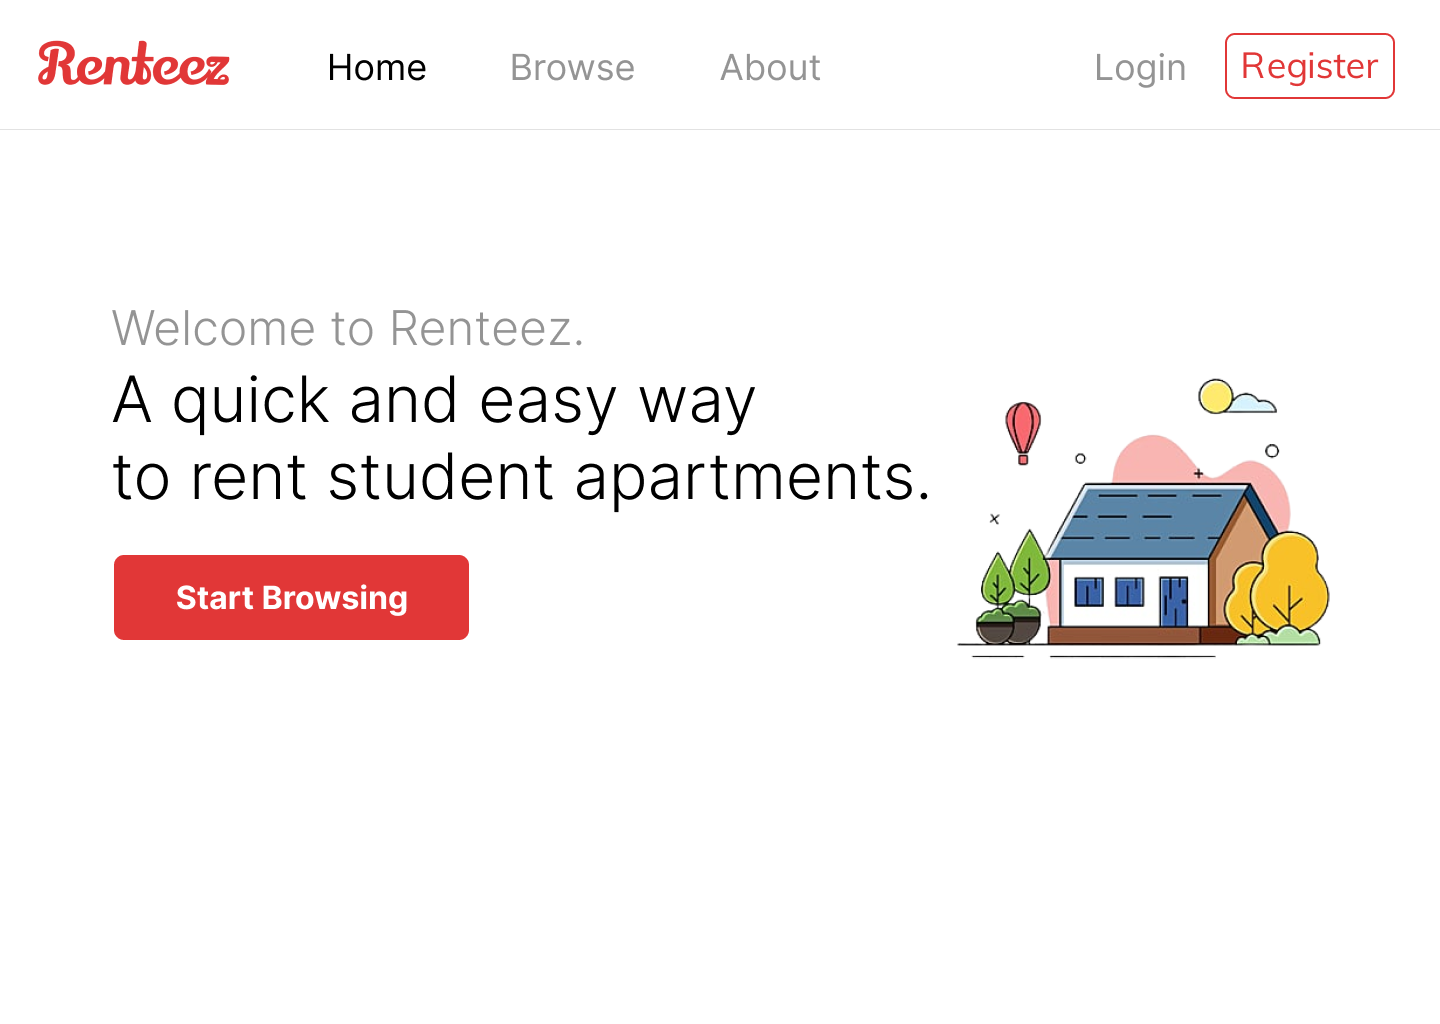 Renteez Home Browse About Login Register
Welcome to Renteez.
A quick and easy way
to rent student apartments.
Start Browsing